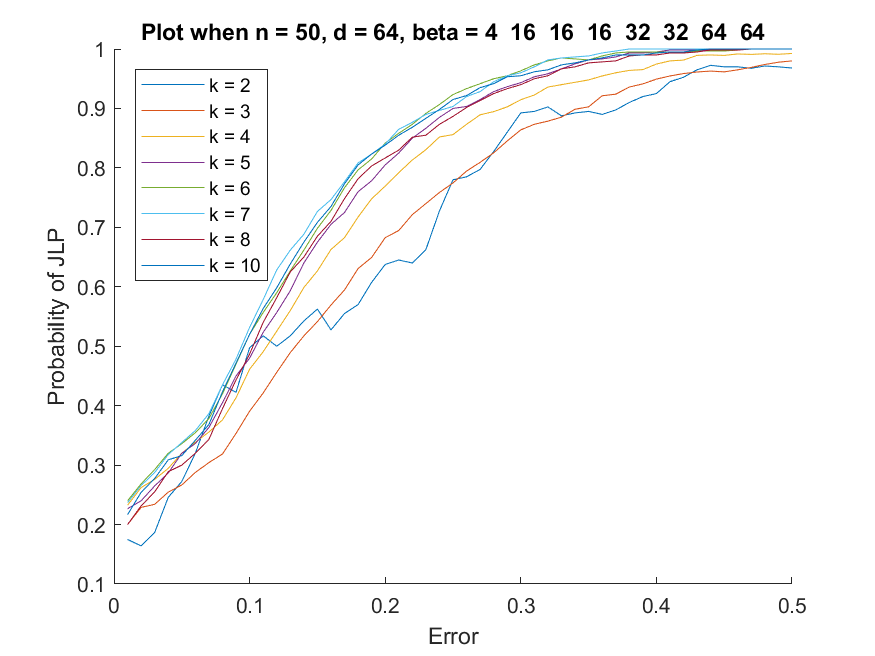 Plot when n = 50, d = 64, beta = 4 16 16 16 32 32 64 64
1
0.9
0.8
0.7
0.6
0.5
0.4
0.3
0.2
0.1
Probability of JLP
k = 2
k = 3
k = 4
k = 5
k = 6
k = 7
k = 8
k = 10
0 0.1 0.2 0.3 0.4 0.5
Error